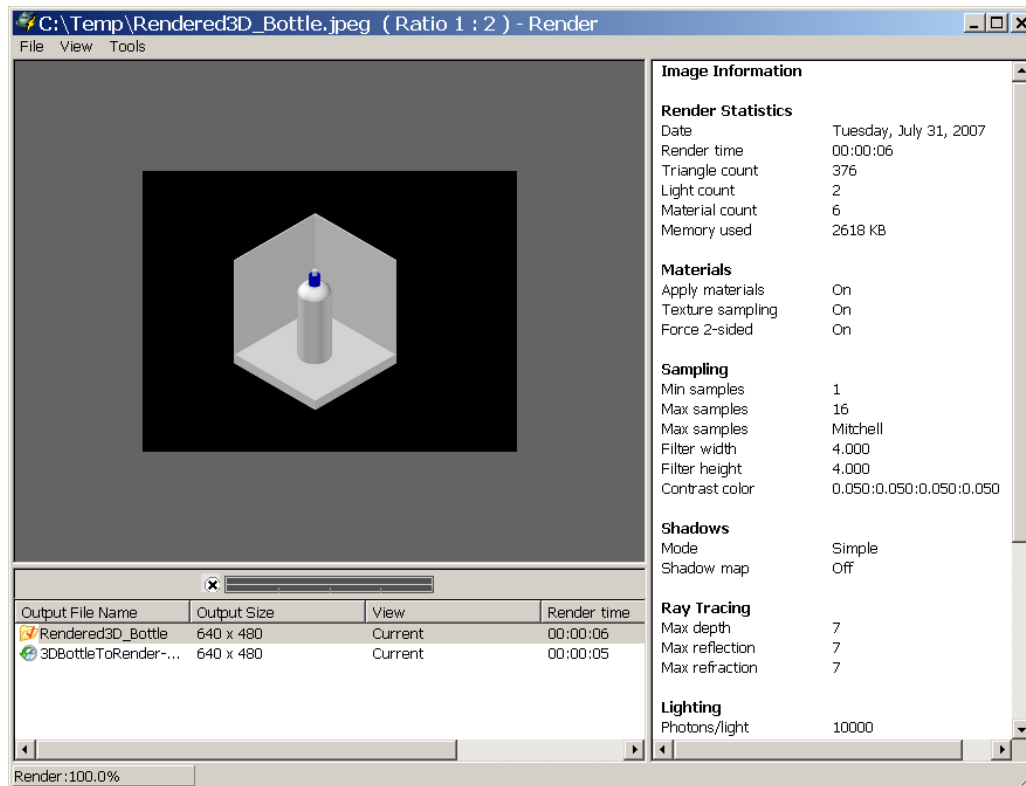 C:\Temp\Rendered3D_Bottle.jpeg ( Ratio 1 : 2 ) - Render
File View Tools
Image Information
Render Statistics
Date Tuesday, July 31, 2007
Render time 00:00:06
Triangle count 376
Light count 2
Material count 6
Memory used 2618 KB
Materials
Apply materials On
Texture sampling On
Force 2-sided On
Sampling
Min samples 1
Max samples 16
Max samples Mitchell
Filter width 4.000
Filter height 4.000
Contrast color 0.050:0.050:0.050:0.050
Shadows
Mode Simple
Shadow map Off
Ray Tracing
Max depth 7
Max reflection 7
Max refraction 7
Lighting
Photons/light 10000
Output File Name Output Size View Render time
Rendered3D_Bottle 640 x 480 Current 00:00:06
3DBottleToRender-... 640 x 480 Current 00:00:05
Render:100.0%